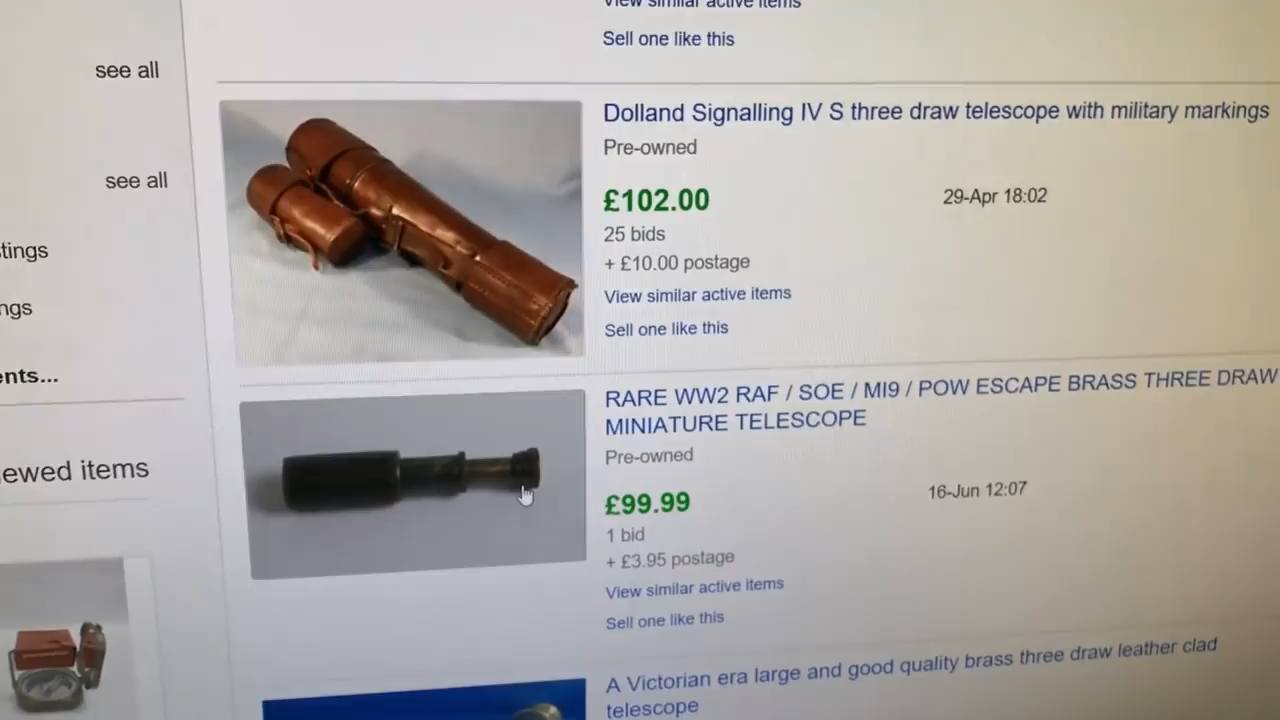 View similar active items
Sell one like this
see all
see all
tings
ngs
ents...
ewed items
Dolland Signalling IV S three draw telescope with military markings
Pre-owned
£102.00
29-Apr 18:02
25 bids
+ £10.00 postage
View similar active items
Sell one like this
RARE WW2 RAF / SOE / MI9 / POW ESCAPE BRASS THREE DRAW
MINIATURE TELESCOPE
Pre-owned
£99.99
16-Jun 12:07
1 bid
+ £3.95 postage
View similar active items
Sell one like this
A Victorian era large and good quality brass three draw leather clad
telescope